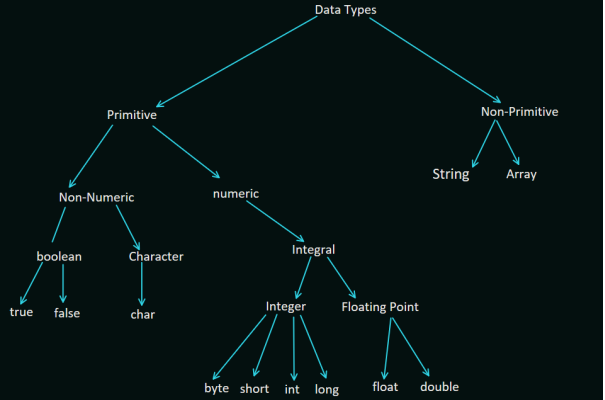 Data Types
Primitive
Non-Primitive
String
Array
Non-Numeric
numeric
boolean
Character
Integral
true
false
char
Integer
Floating Point
byte
short
int
long
float
double